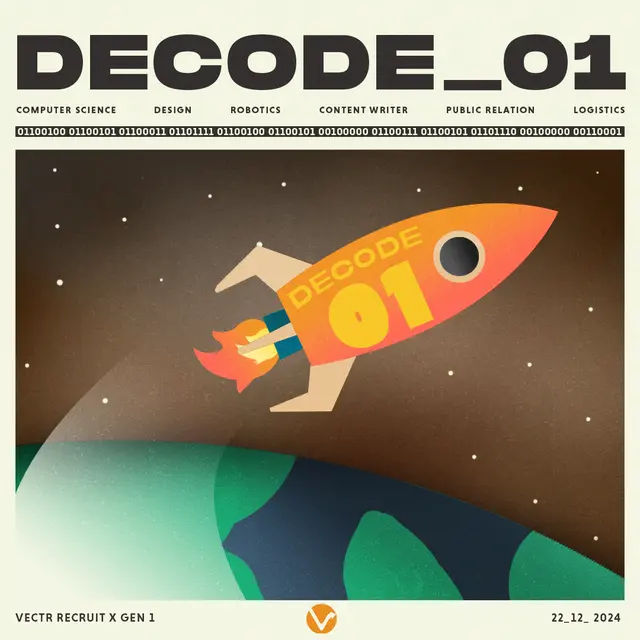 DECODE_01
COMPUTER SCIENCE DESIGN ROBOTICS CONTENT WRITER PUBLIC RELATION LOGISTICS
01100100 01100101 01100011 01101111 01100100 01100101 00100000 01100111 01100101 01101110 00100000 00110001
DECODE
01
VECTR RECRUIT X GEN 1
22_12_ 2024